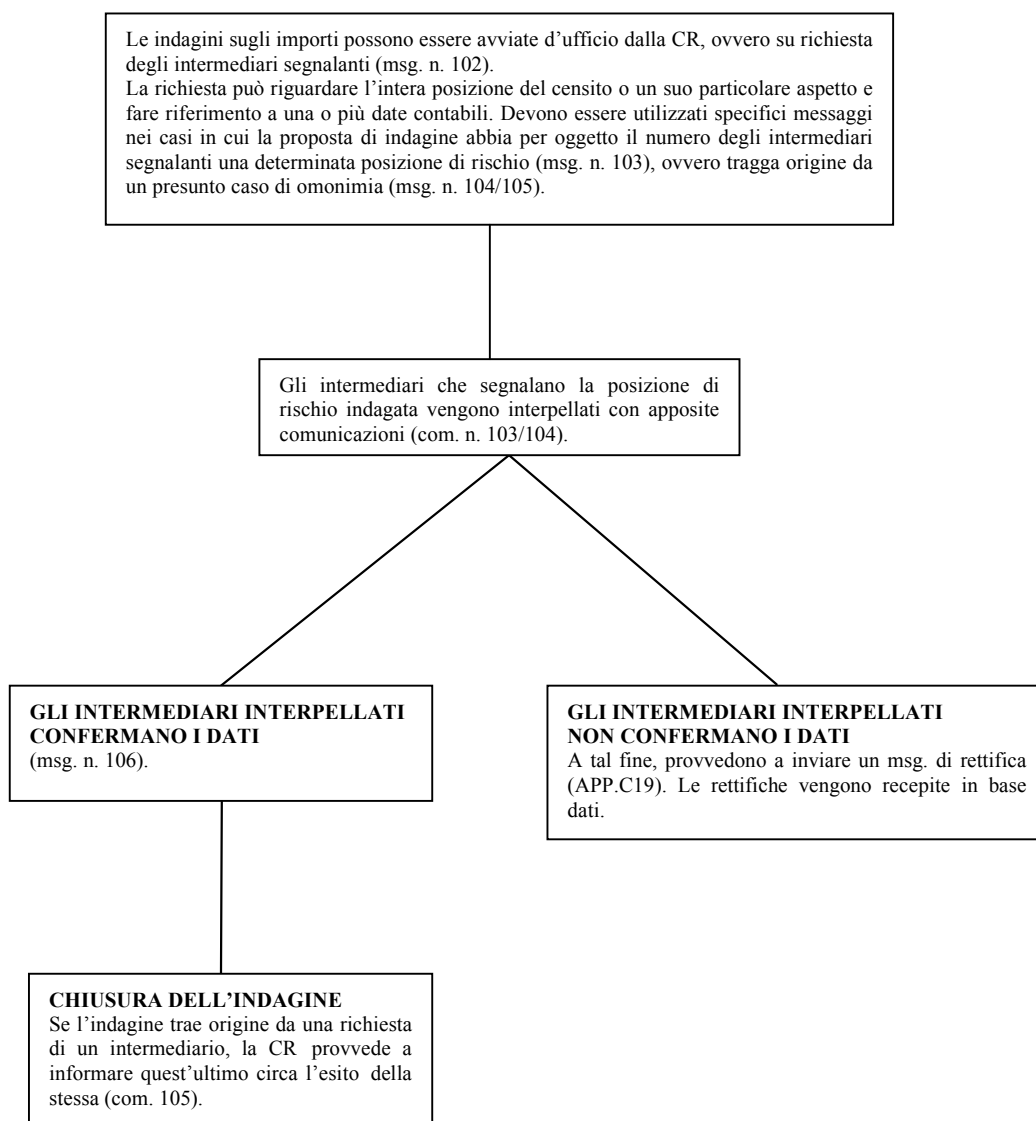 Le indagini sugli importi possono essere avviate d’ufficio dalla CR, ovvero su richiesta
degli intermediari segnalanti (msg. n. 102).
La richiesta può riguardare l’intera posizione del censito o un suo particolare aspetto e
fare riferimento a una o più date contabili. Devono essere utilizzati specifici messaggi
nei casi in cui la proposta di indagine abbia per oggetto il numero degli intermediari
segnalanti una determinata posizione di rischio (msg. n. 103), ovvero tragga origine da
un presunto caso di omonimia (msg. n. 104/105).
Gli intermediari che segnalano la posizione di
rischio indagata vengono interpellati con apposite
comunicazioni (com. n. 103/104).
GLI INTERMEDIARI INTERPELLATI
CONFERMANO I DATI
(msg. n. 106).
GLI INTERMEDIARI INTERPELLATI
NON CONFERMANO I DATI
A tal fine, provvedono a inviare un msg. di rettifica
(APP.C19). Le rettifiche vengono recepite in base
dati.
CHIUSURA DELL’INDAGINE
Se l’indagine trae origine da una richiesta
di un intermediario, la CR provvede a
informare quest’ultimo circa l’esito della
stessa (com. 105).